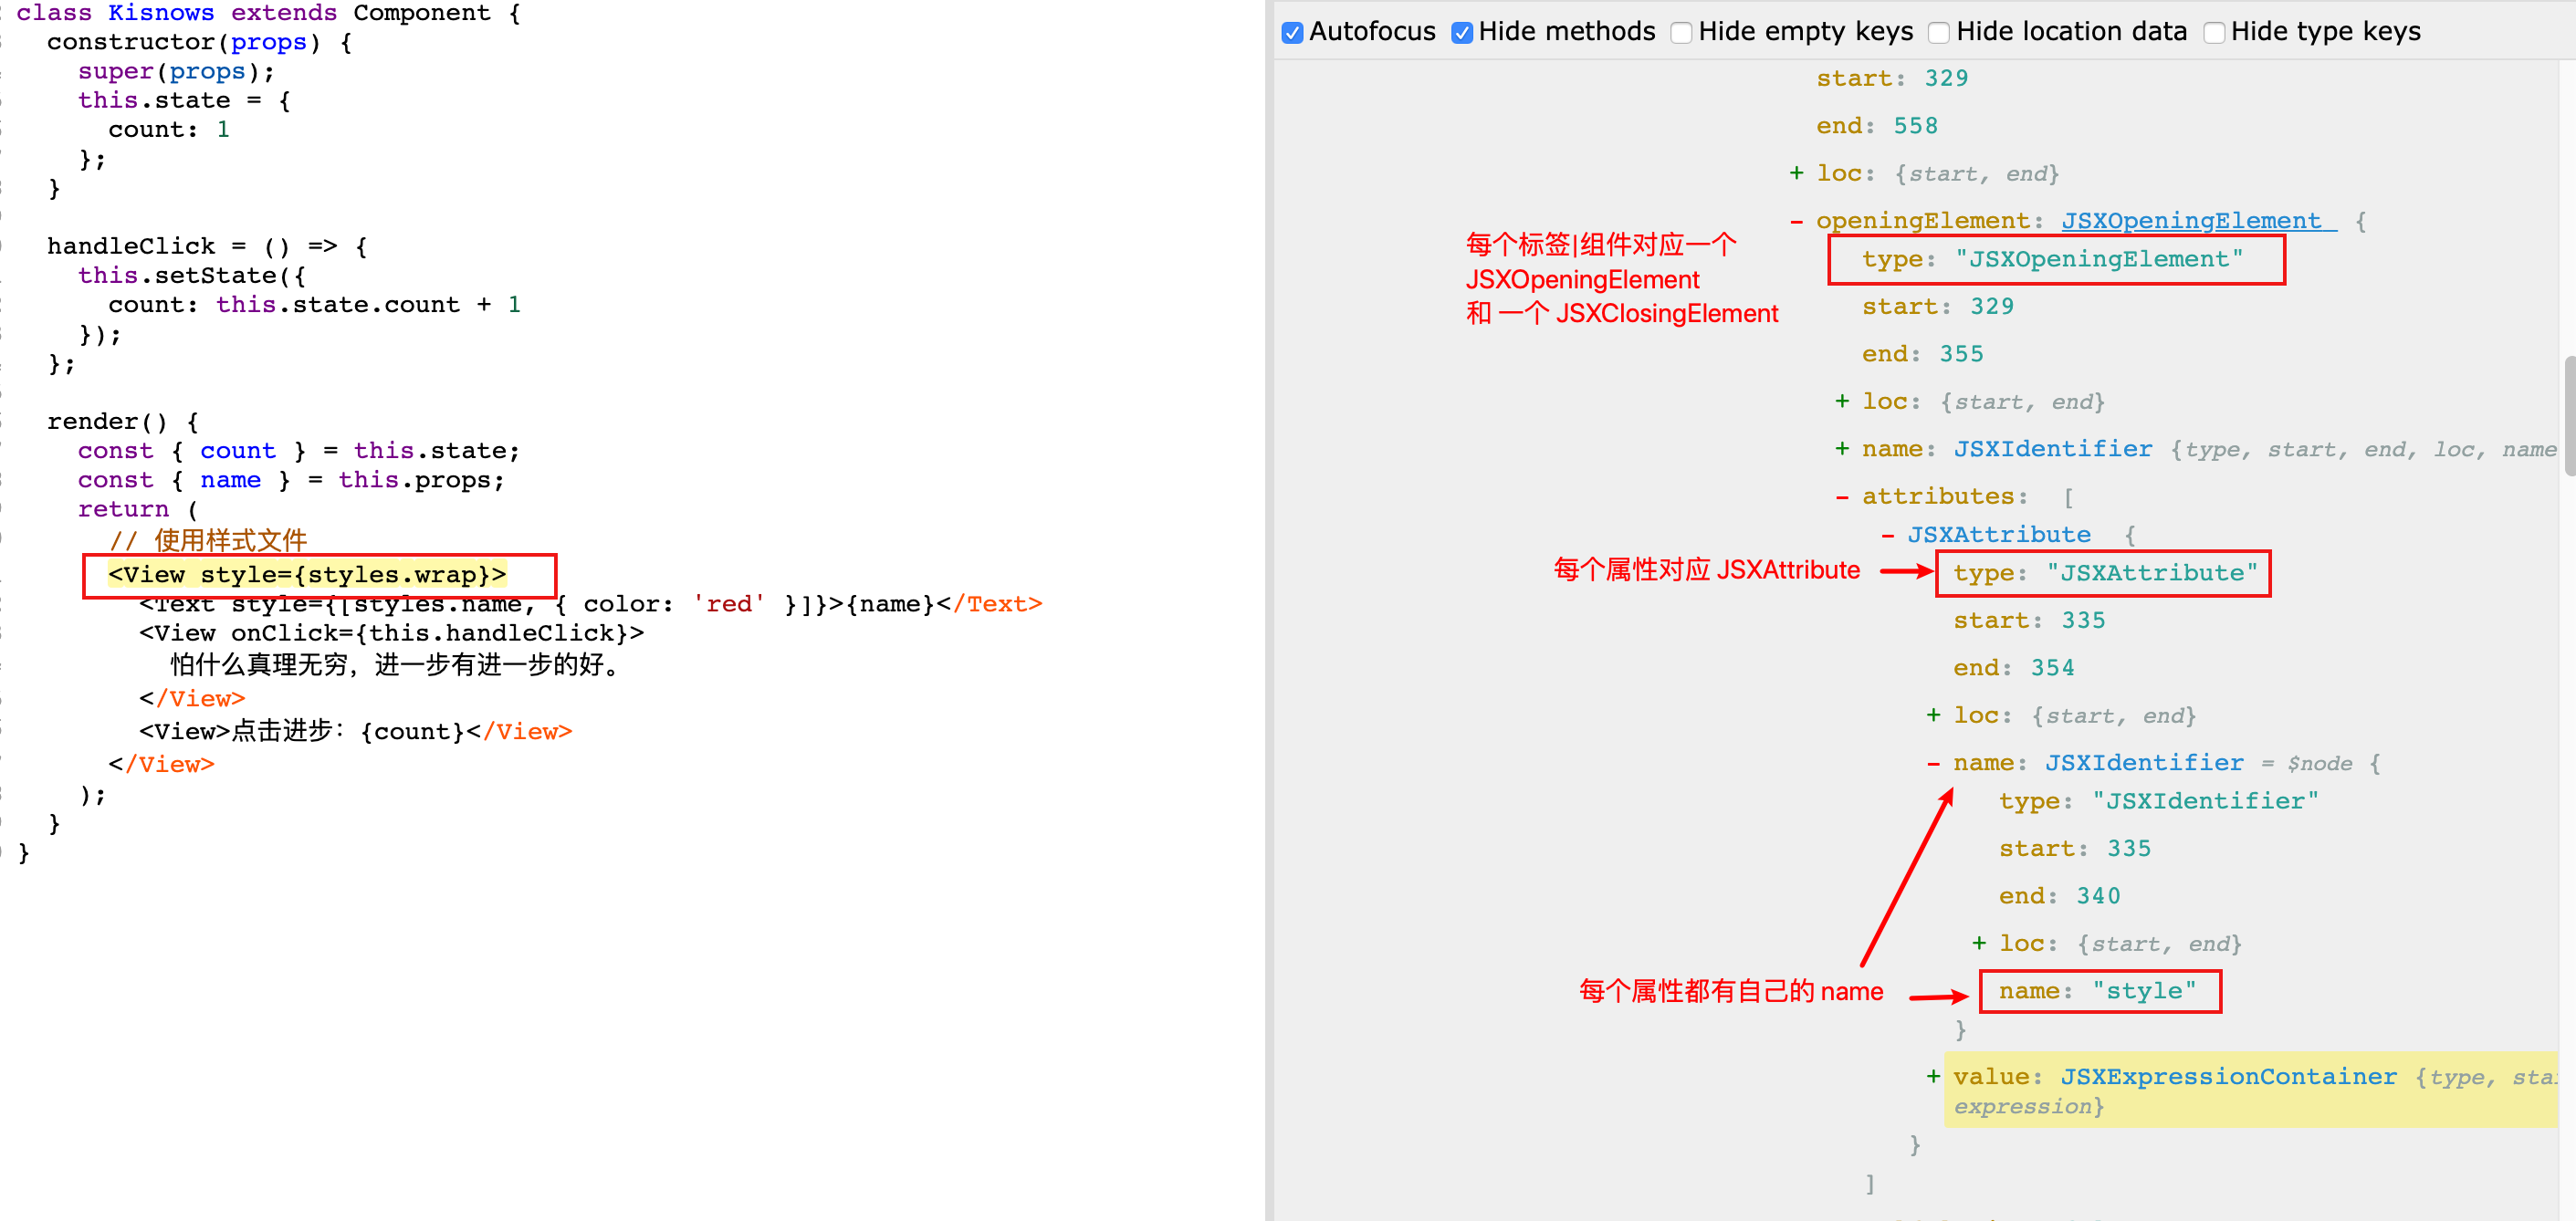 class Kisnows extends Component {
constructor(props) {
super(props);
this.state = {
count: 1
};
}
handleClick = () => {
this.setState({
count: this.state.count + 1
});
};
render() {
const { count } = this.state;
const { name } = this.props;
return (
// 使用样式文件
<View style={styles.wrap}>
<Text style={[styles.name, { color: 'red' }]}>{name}</Text>
<View onClick={this.handleClick}>
怕什么真理无穷，进一步有进一步的好。
</View>
<View>点击进步：{count}</View>
</View>
);
}
}
Autofocus Hide methods Hide empty keys Hide location data Hide type keys
start: 329
end: 558
+ loc: {start, end}
- openingElement: JSXOpeningElement {
每个标签|组件对应一个
JSXOpeningElement
和 一个 JSXClosingElement
type: "JSXOpeningElement"
start: 329
end: 355
+ loc: {start, end}
+ name: JSXIdentifier {type, start, end, loc, name
- attributes: [
- JSXAttribute {
每个属性对应 JSXAttribute
type: "JSXAttribute"
start: 335
end: 354
+ loc: {start, end}
- name: JSXIdentifier = $node {
type: "JSXIdentifier"
start: 335
end: 340
+ loc: {start, end}
每个属性都有自己的 name
name: "style"
}
+ value: JSXExpressionContainer {type,
expression}
}
]